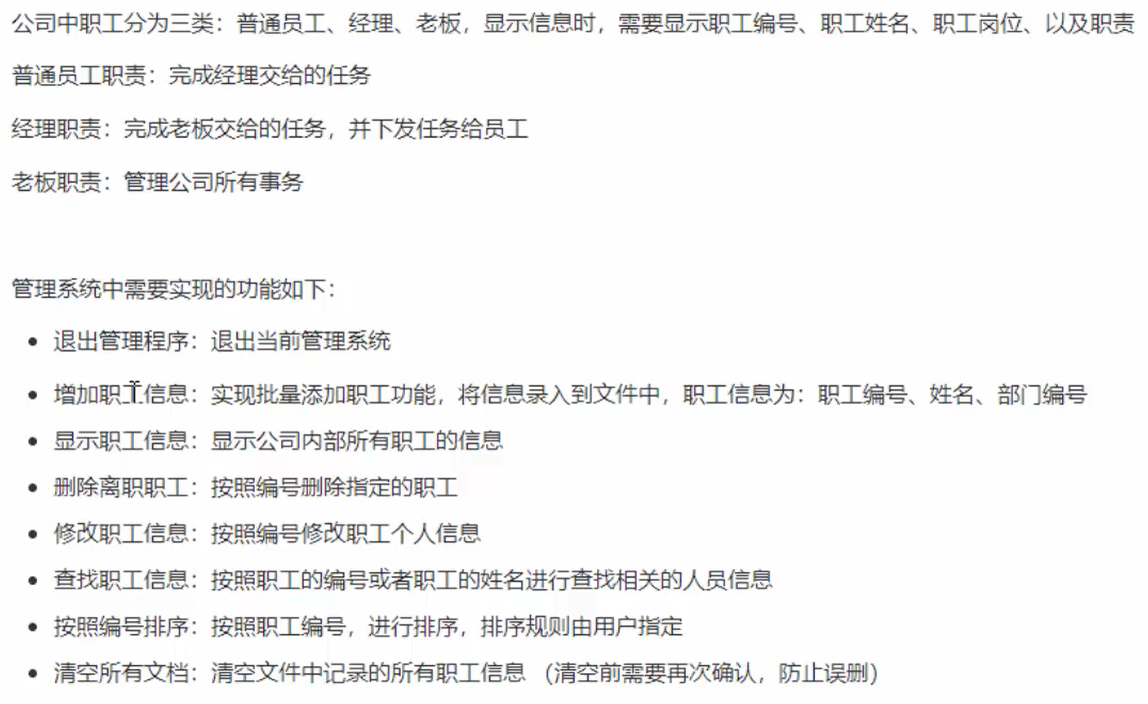 公司中职工分为三类：普通员工、经理、老板，显示信息时，需要显示职工编号、职工姓名、职工岗位、以及职责
普通员工职责：完成经理交给的任务
经理职责：完成老板交给的任务，并下发任务给员工
老板职责：管理公司所有事务
管理系统中需要实现的功能如下：
• 退出管理程序：退出当前管理系统
• 增加职工信息：实现批量添加职工功能，将信息录入到文件中，职工信息为：职工编号、姓名、部门编号
• 显示职工信息：显示公司内部所有职工的信息
• 删除离职职工：按照编号删除指定的职工
• 修改职工信息：按照编号修改职工个人信息
• 查找职工信息：按照职工的编号或者职工的姓名进行查找相关的人员信息
• 按照编号排序：按照职工编号，进行排序，排序规则由用户指定
• 清空所有文档：清空文件中记录的所有职工信息 （清空前需要再次确认，防止误删）